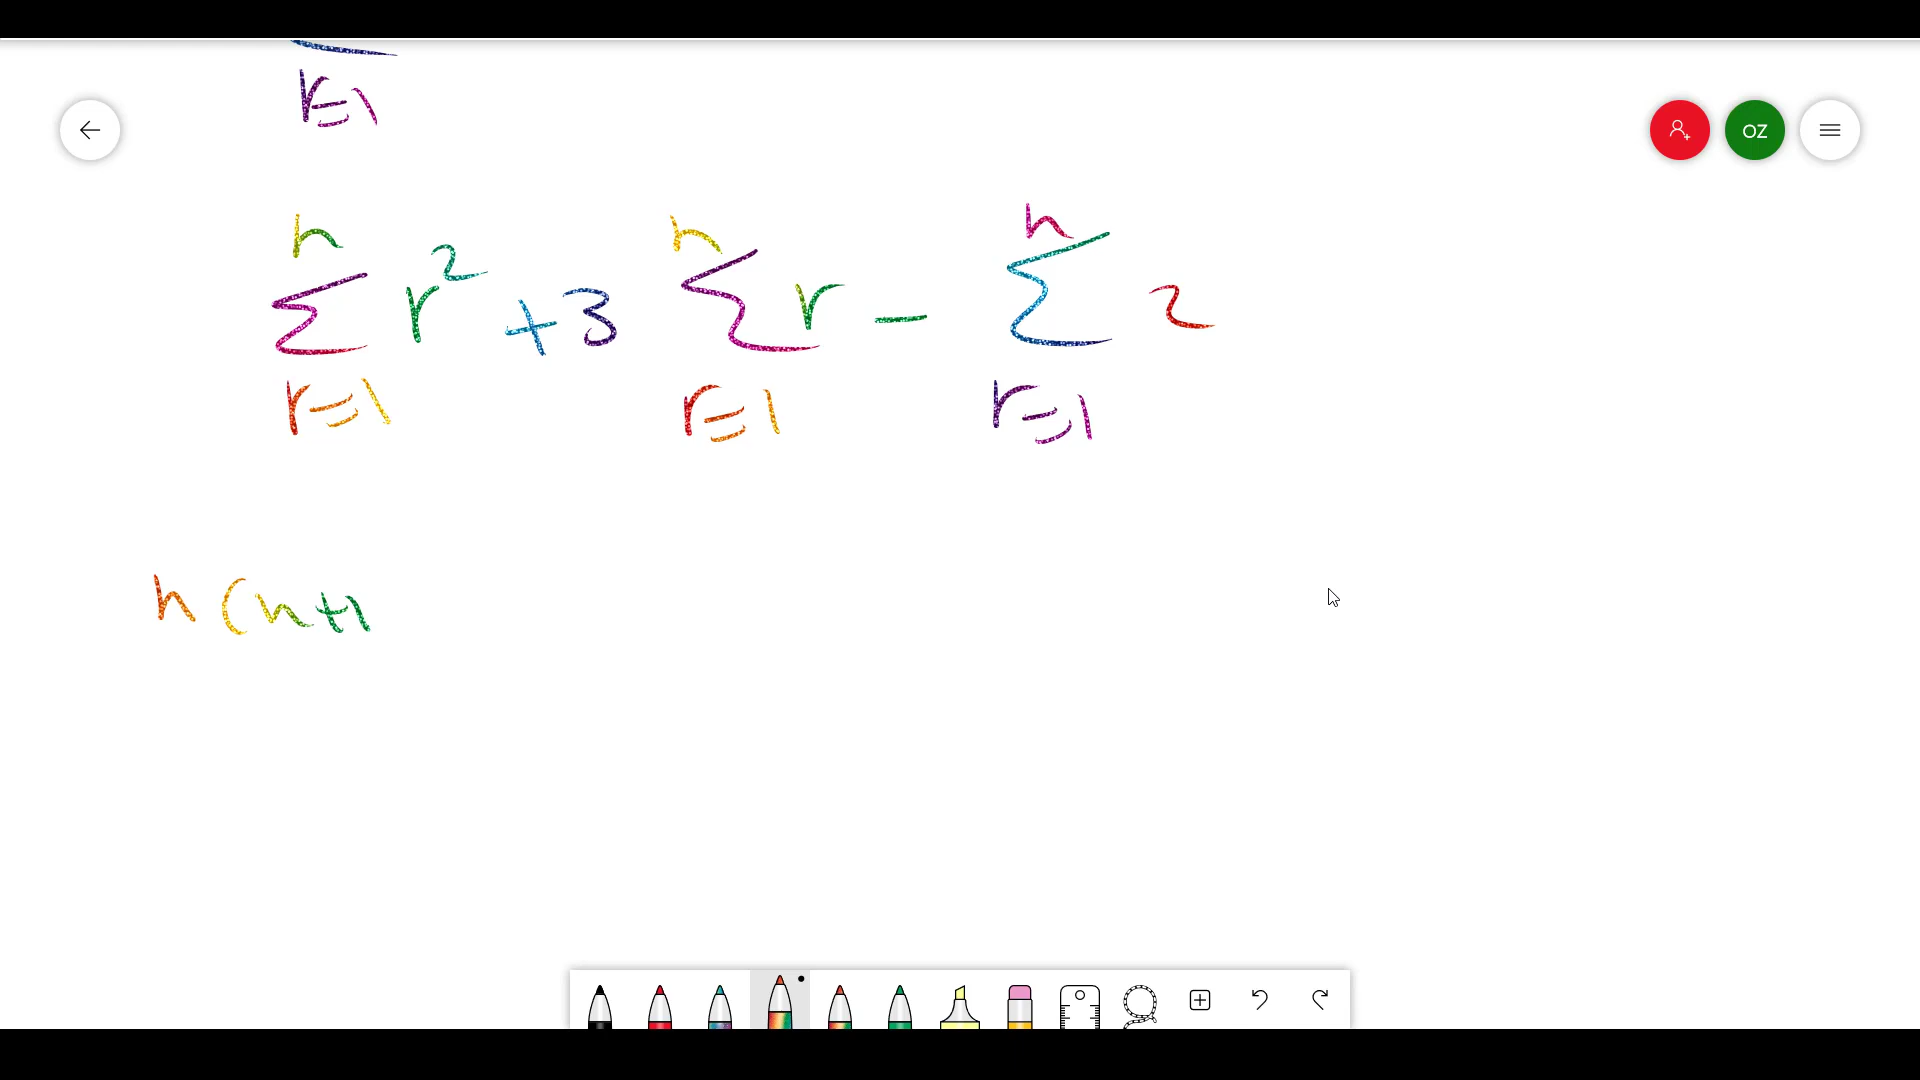 r=1
n n n
∑ r² + 3 ∑ r - ∑ 2
r=1 r=1 r=1
n (n+1
OZ